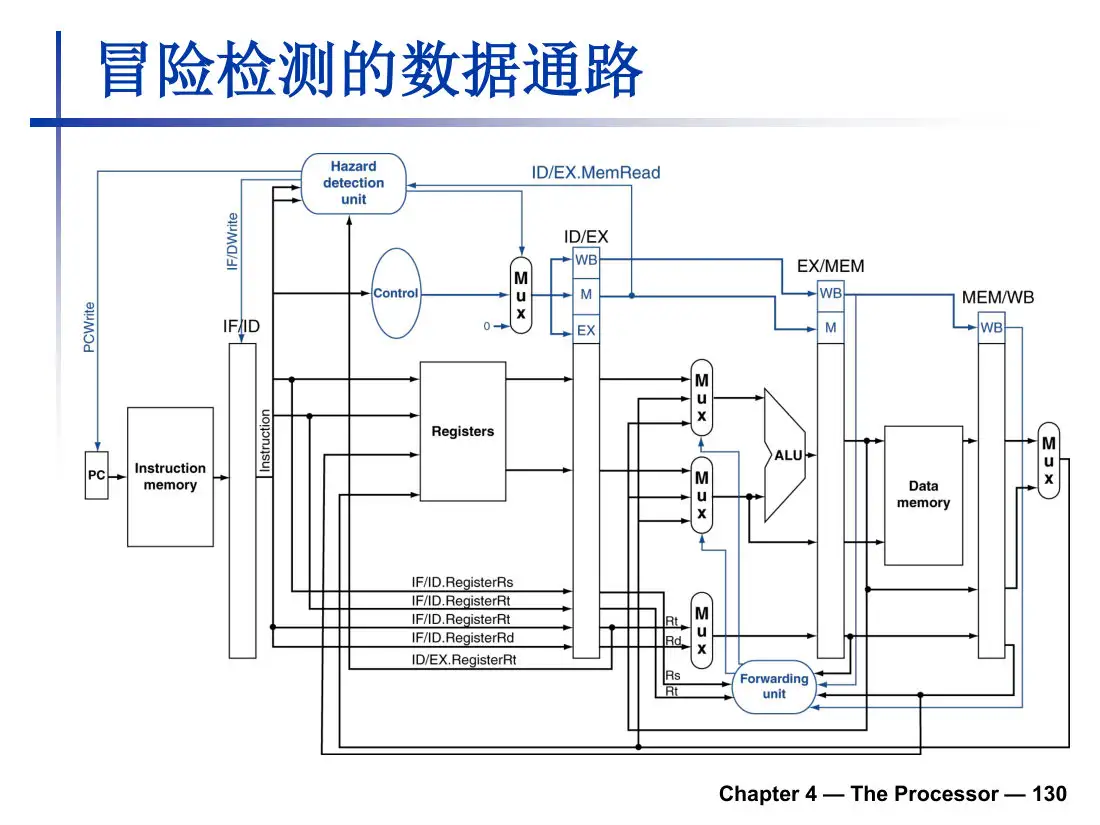 冒险检测的数据通路
Hazard
detection
unit
ID/EX.MemRead
IF/DWrite
PCWrite
Control
M
u
x
0
ID/EX
WB
M
EX
EX/MEM
WB
M
MEM/WB
WB
IF/ID
PC
Instruction
memory
Instruction
Registers
M
u
x
M
u
x
ALU
Data
memory
M
u
x
IF/ID.RegisterRs
IF/ID.RegisterRt
IF/ID.RegisterRt
IF/ID.RegisterRd
ID/EX.RegisterRt
Rt
Rd
M
u
x
Rs
Rt
Forwarding
unit
Chapter 4 — The Processor — 130